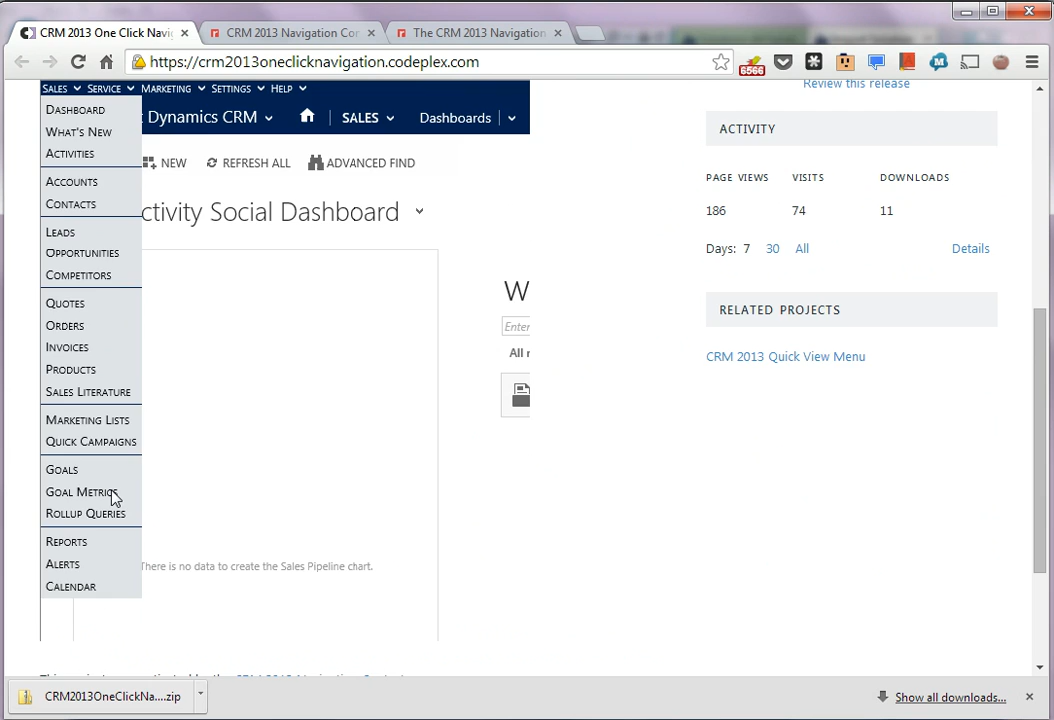 CRM 2013 One Click Navi
CRM 2013 Navigation Cor
The CRM 2013 Navigation
https://crm2013oneclicknavigation.codeplex.com
6566
SALES
SERVICE
MARKETING
SETTINGS
HELP
Dynamics CRM
SALES
Dashboards
NEW
REFRESH ALL
ADVANCED FIND
ctivity Social Dashboard
DASHBOARD
WHAT'S NEW
ACTIVITIES
ACCOUNTS
CONTACTS
LEADS
OPPORTUNITIES
COMPETITORS
QUOTES
ORDERS
INVOICES
PRODUCTS
SALES LITERATURE
MARKETING LISTS
QUICK CAMPAIGNS
GOALS
GOAL METRICS
ROLLUP QUERIES
REPORTS
ALERTS
CALENDAR
There is no data to create the Sales Pipeline chart.
W
Enter
All r
Review this release
ACTIVITY
PAGE VIEWS VISITS DOWNLOADS
186 74 11
Days: 7 30 All Details
RELATED PROJECTS
CRM 2013 Quick View Menu
CRM2013OneClickNa....zip
Show all downloads...